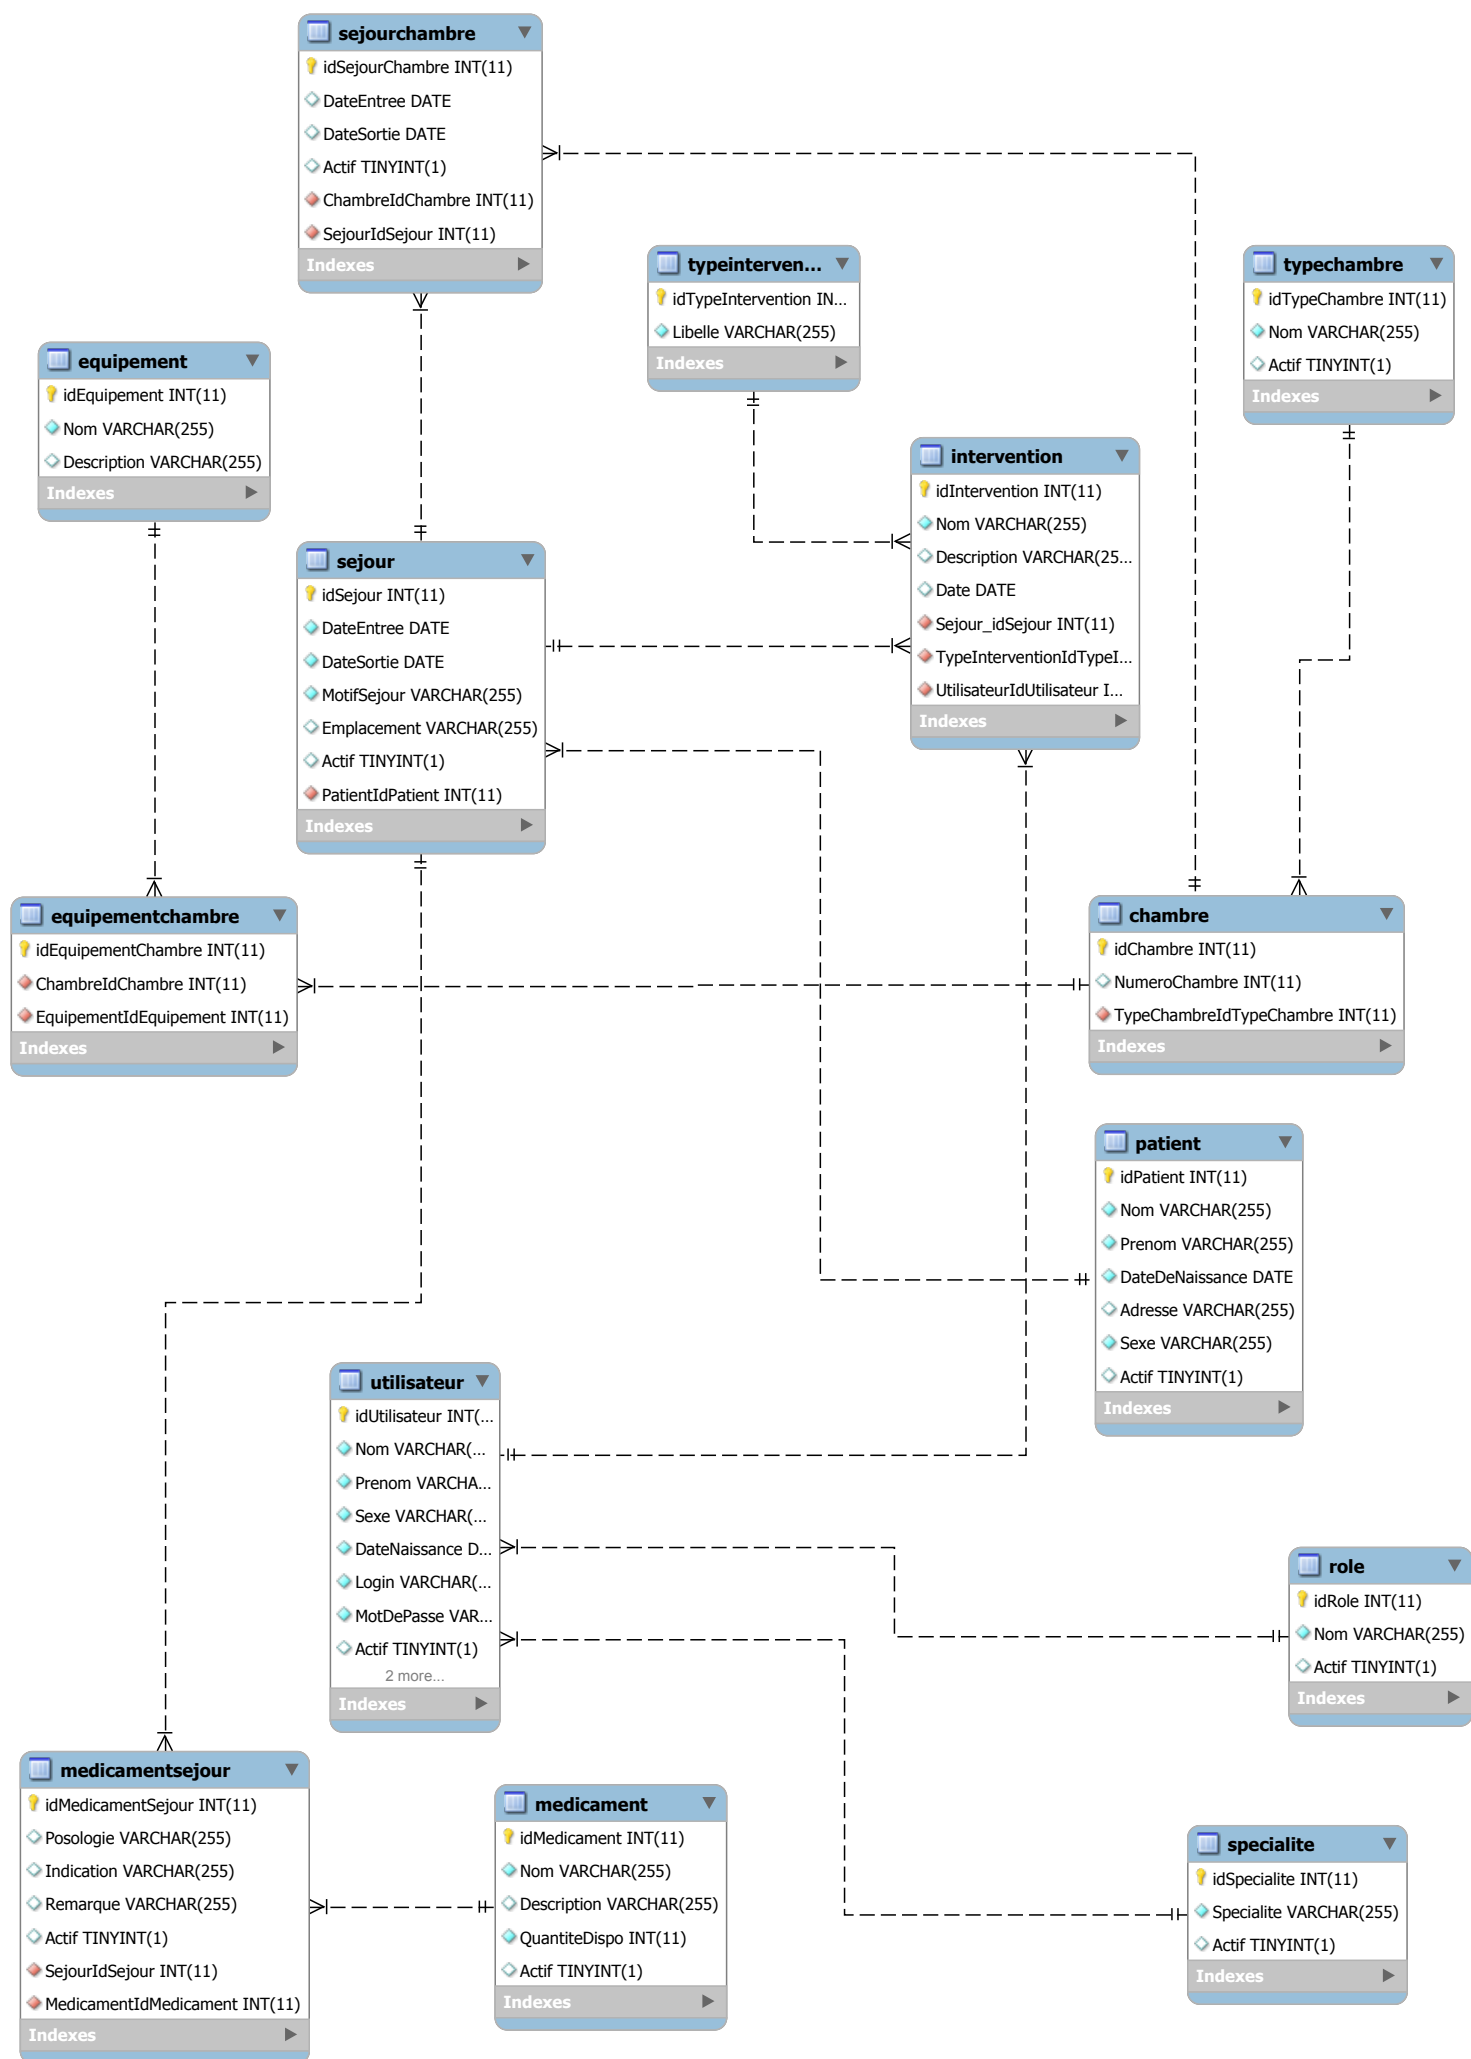 sejourchambre
idSejourChambre INT(11)
DateEntree DATE
DateSortie DATE
Actif TINYINT(1)
ChambreIdChambre INT(11)
SejourIdSejour INT(11)
Indexes
typeinterven...
idTypeIntervention IN...
Libelle VARCHAR(255)
Indexes
typechambre
idTypeChambre INT(11)
Nom VARCHAR(255)
Actif TINYINT(1)
Indexes
equipement
idEquipement INT(11)
Nom VARCHAR(255)
Description VARCHAR(255)
Indexes
intervention
idIntervention INT(11)
Nom VARCHAR(255)
Description VARCHAR(25...
Date DATE
Sejour_idSejour INT(11)
TypeInterventionIdTypeI...
UtilisateurIdUtilisateur I...
Indexes
sejour
idSejour INT(11)
DateEntree DATE
DateSortie DATE
MotifSejour VARCHAR(255)
Emplacement VARCHAR(255)
Actif TINYINT(1)
PatientIdPatient INT(11)
Indexes
equipementchambre
idEquipementChambre INT(11)
ChambreIdChambre INT(11)
EquipementIdEquipement INT(11)
Indexes
chambre
idChambre INT(11)
NumeroChambre INT(11)
TypeChambreIdTypeChambre INT(11)
Indexes
patient
idPatient INT(11)
Nom VARCHAR(255)
Prenom VARCHAR(255)
DateDeNaissance DATE
Adresse VARCHAR(255)
Sexe VARCHAR(255)
Actif TINYINT(1)
Indexes
utilisateur
idUtilisateur INT(...
Nom VARCHAR(...
Prenom VARCHA...
Sexe VARCHAR(...
DateNaissance D...
Login VARCHAR(...
MotDePasse VAR...
Actif TINYINT(1)
2 more...
Indexes
role
idRole INT(11)
Nom VARCHAR(255)
Actif TINYINT(1)
Indexes
medicamentsejour
idMedicamentSejour INT(11)
Posologie VARCHAR(255)
Indication VARCHAR(255)
Remarque VARCHAR(255)
Actif TINYINT(1)
SejourIdSejour INT(11)
MedicamentIdMedicament INT(11)
Indexes
medicament
idMedicament INT(11)
Nom VARCHAR(255)
Description VARCHAR(255)
QuantiteDispo INT(11)
Actif TINYINT(1)
Indexes
specialite
idSpecialite INT(11)
Specialite VARCHAR(255)
Actif TINYINT(1)
Indexes